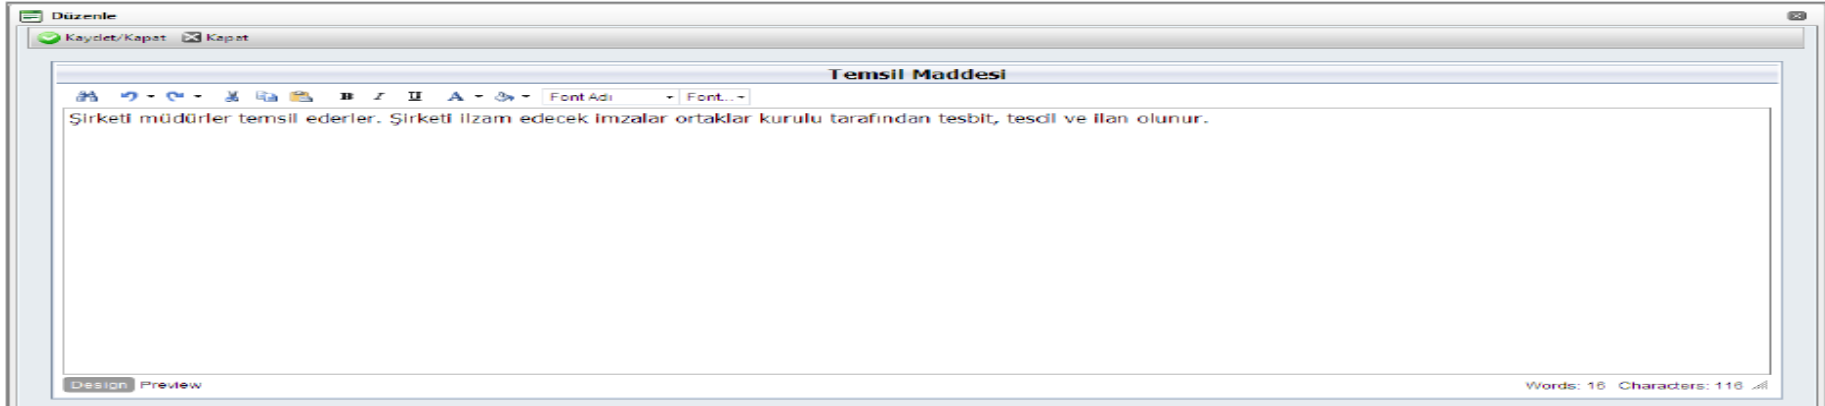 Düzenle
Kaydet/Kapat Kapat
Temsil Maddesi
B I U A Font Adı Font...
Şirketi müdürler temsil ederler. Şirketi ilzam edecek imzalar ortaklar kurulu tarafından tesbit, tescil ve ilan olunur.
Design Preview Words: 16 Characters: 116